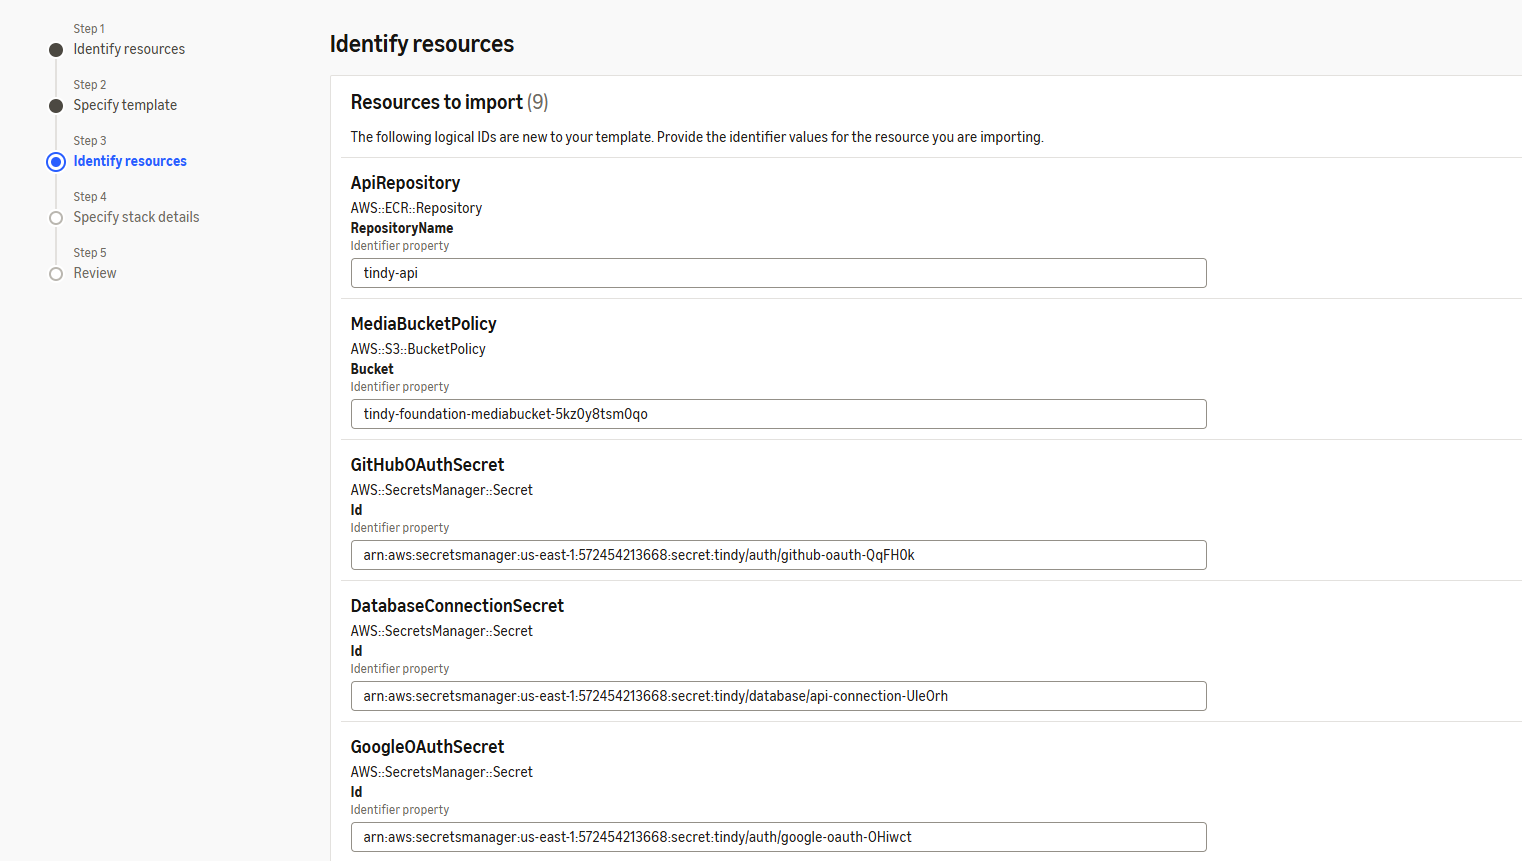 Step 1
Identify resources
Step 2
Specify template
Step 3
Identify resources
Step 4
Specify stack details
Step 5
Review
Identify resources
Resources to import (9)
The following logical IDs are new to your template. Provide the identifier values for the resource you are importing.
ApiRepository
AWS::ECR::Repository
RepositoryName
Identifier property
tindy-api
MediaBucketPolicy
AWS::S3::BucketPolicy
Bucket
Identifier property
tindy-foundation-mediabucket-5kz0y8tsm0qo
GitHubOAuthSecret
AWS::SecretsManager::Secret
Id
Identifier property
arn:aws:secretsmanager:us-east-1:572454213668:secret:tindy/auth/github-oauth-QqFH0k
DatabaseConnectionSecret
AWS::SecretsManager::Secret
Id
Identifier property
arn:aws:secretsmanager:us-east-1:572454213668:secret:tindy/database/api-connection-UleOrh
GoogleOAuthSecret
AWS::SecretsManager::Secret
Id
Identifier property
arn:aws:secretsmanager:us-east-1:572454213668:secret:tindy/auth/google-oauth-OHiwct